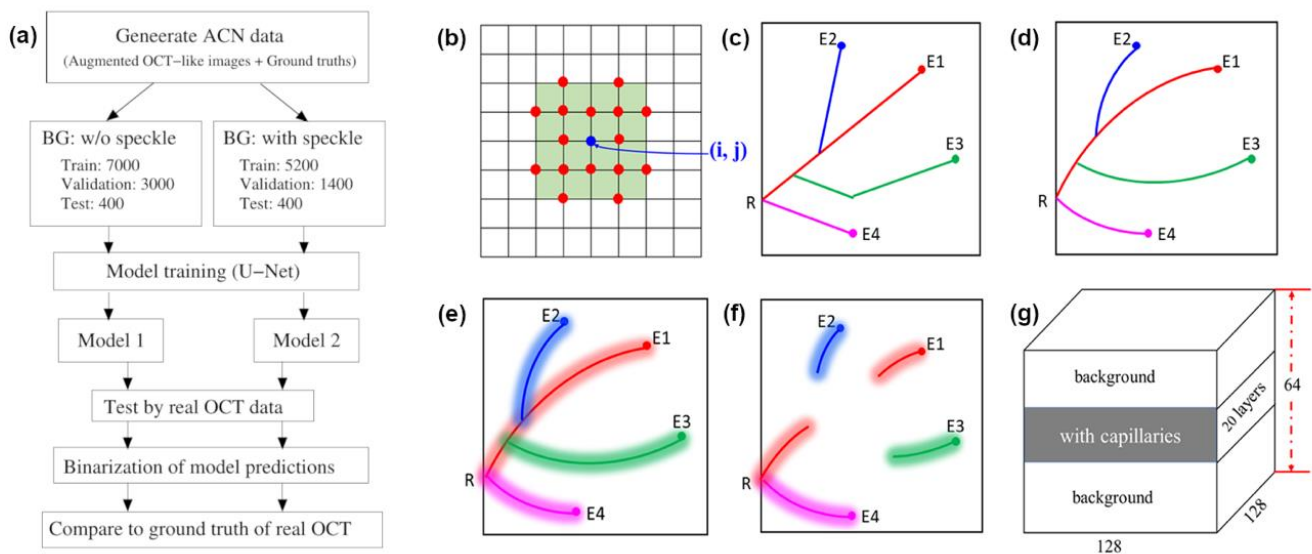 (a)
Geneerate ACN data
(Augmented OCT-like images + Ground truths)
BG: w/o speckle
Train: 7000
Validation: 3000
Test: 400
BG: with speckle
Train: 5200
Validation: 1400
Test: 400
Model training (U-Net)
Model 1
Model 2
Test by real OCT data
Binarization of model predictions
Compare to ground truth of real OCT
(b)
(i, j)
(c)
E2
E1
E3
R
E4
(d)
E2
E1
E3
R
E4
(e)
E2
E1
E3
R
E4
(f)
E2
E1
E3
R
E4
(g)
background
with capillaries
background
20 layers
64
128
128